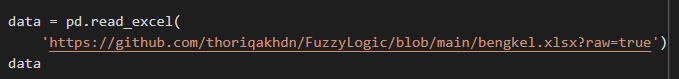 data = pd.read_excel(
'https://github.com/thoriqakhdn/FuzzyLogic/blob/main/bengkel.xlsx?raw=true')
data